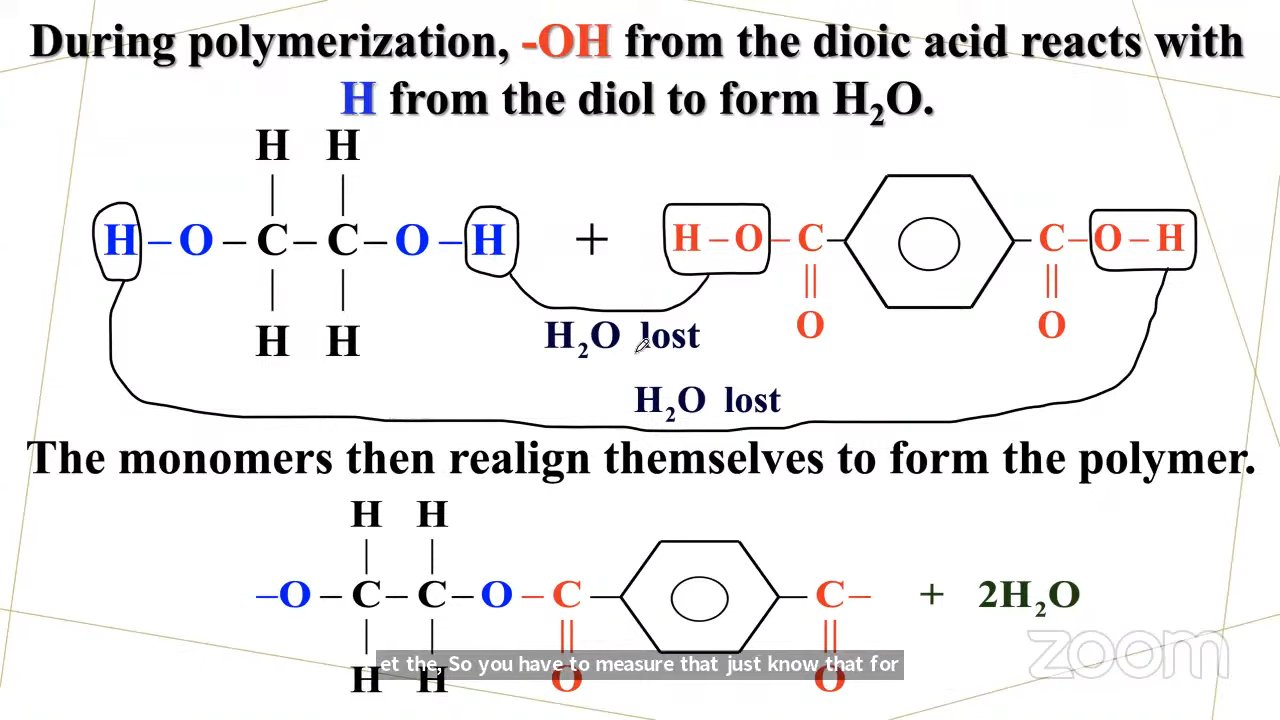 During polymerization, -OH from the dioic acid reacts with
H from the diol to form H₂O.
H H
H – O – C – C – O – H + H – O – C C – O – H
O O
H H
H₂O lost
H₂O lost
The monomers then realign themselves to form the polymer.
H H
–O – C – C – O – C C – + 2H₂O
zoom
et the, So you have to measure that just know that for
H H O O